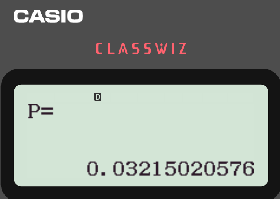 CASIO
CLASSWIZ
D
P=
0.03215020576